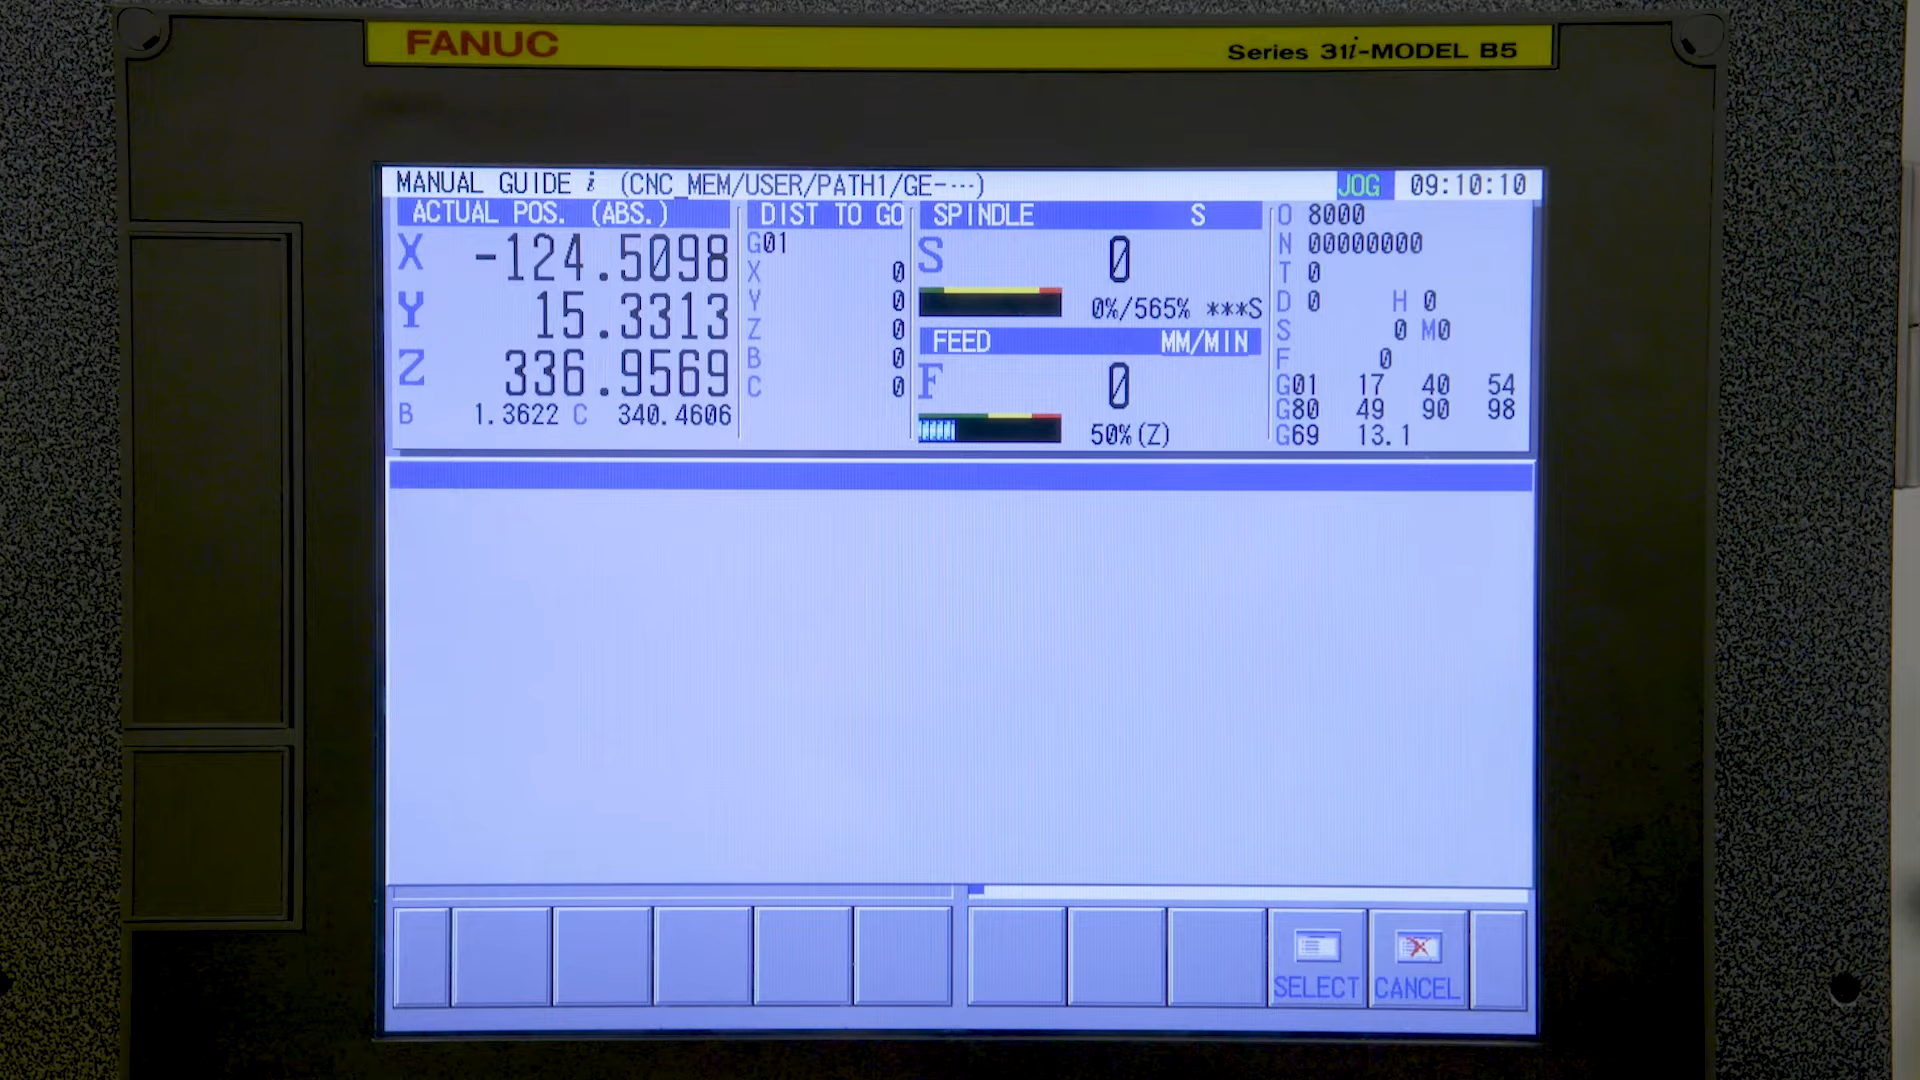 FANUC
Series 31i-MODEL B5
MANUAL GUIDE i (CNC_MEM/USER/PATH1/GE----) JOG 09:10:10
ACTUAL POS. (ABS.) DIST TO GO SPINDLE S O 8000
X -124.5098 G01 S 0 N 00000000
X 0 T 0
Y 15.3313 Y 0 0%/565% ***S D 0 H 0
Z 0 FEED MM/MIN S 0 M0
Z 336.9569 B 0 F 0 F 0
C 0 G01 17 40 54
B 1.3622 C 340.4606 G80 49 90 98
50%(Z) G69 13.1
SELECT CANCEL